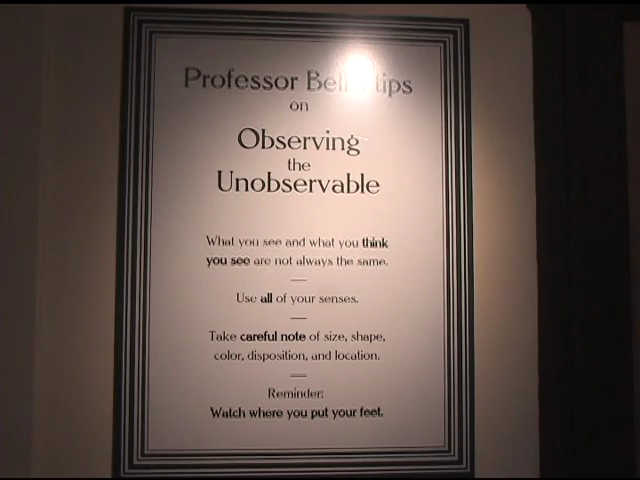 Professor tips
on
Observing
the
Unobservable
What you see and what you think
you see are not always the same.
Use all of your senses.
Take careful note of size, shape,
color, disposition, and location.
Reminder:
Watch where you put your feet.